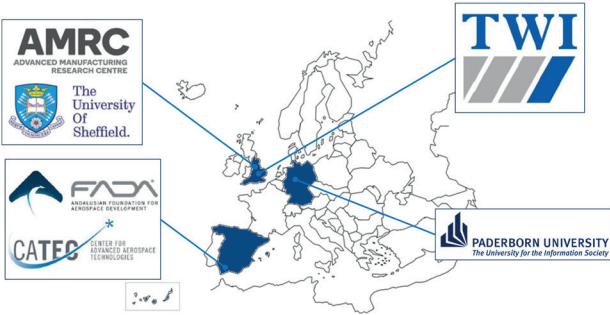 AMRC
ADVANCED MANUFACTURING
RESEARCH CENTRE
The
University
Of
Sheffield.
TWI
FADA
ANDALUSIAN FOUNDATION FOR
AEROSPACE DEVELOPMENT
CATEC
CENTER FOR
ADVANCED AEROSPACE
TECHNOLOGIES
PADERBORN UNIVERSITY
The University for the Information Society